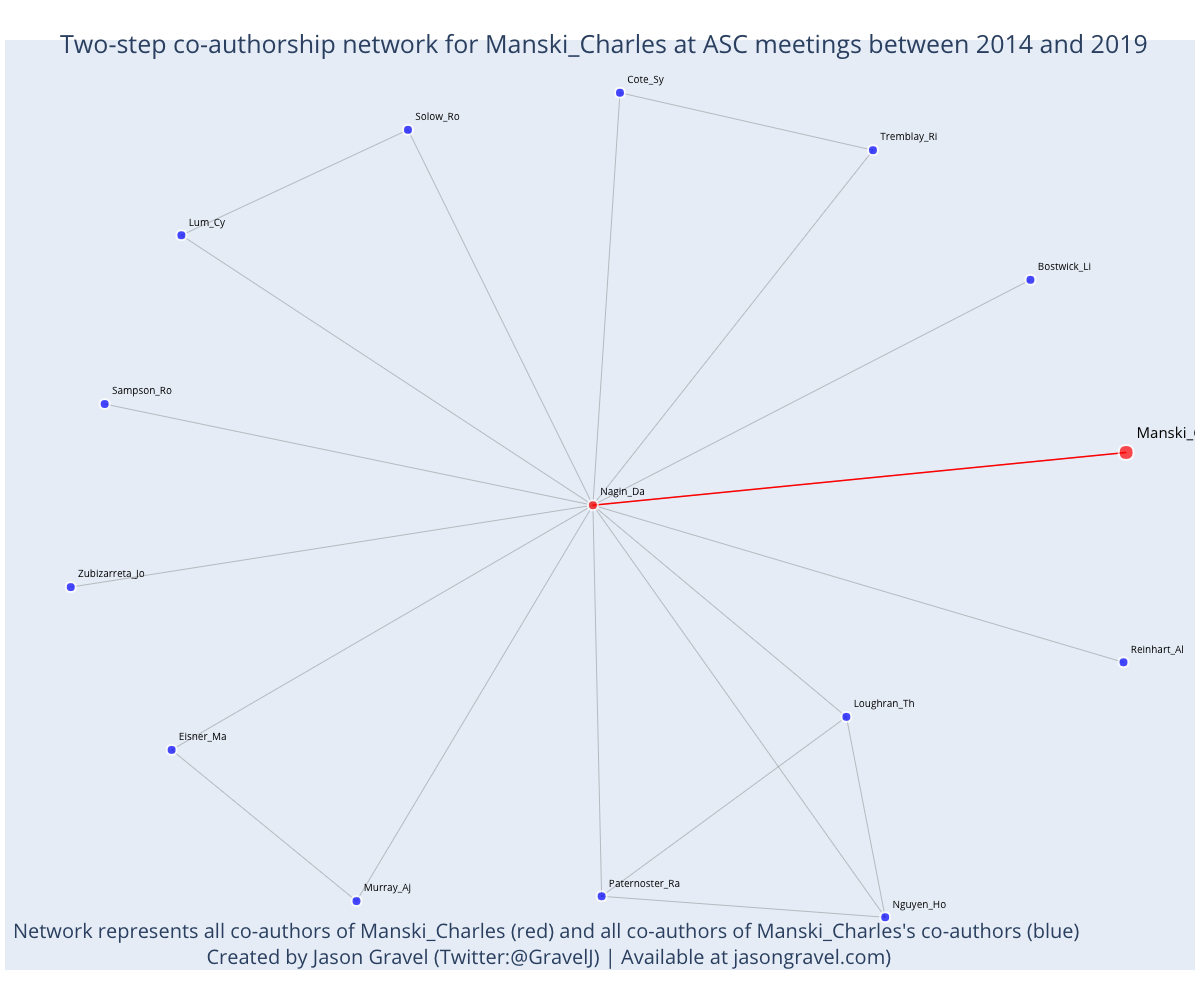 Two-step co-authorship network for Manski_Charles at ASC meetings between 2014 and 2019
Cote_Sy
Solow_Ro
Tremblay_Ri
Lum_Cy
Bostwick_Li
Sampson_Ro
Manski_
Nagin_Da
Zubizarreta_Jo
Reinhart_Al
Loughran_Th
Eisner_Ma
Paternoster_Ra
Murray_Aj
Nguyen_Ho
Network represents all co-authors of Manski_Charles (red) and all co-authors of Manski_Charles's co-authors (blue)
Created by Jason Gravel (Twitter:@GravelJ) | Available at jasongravel.com)